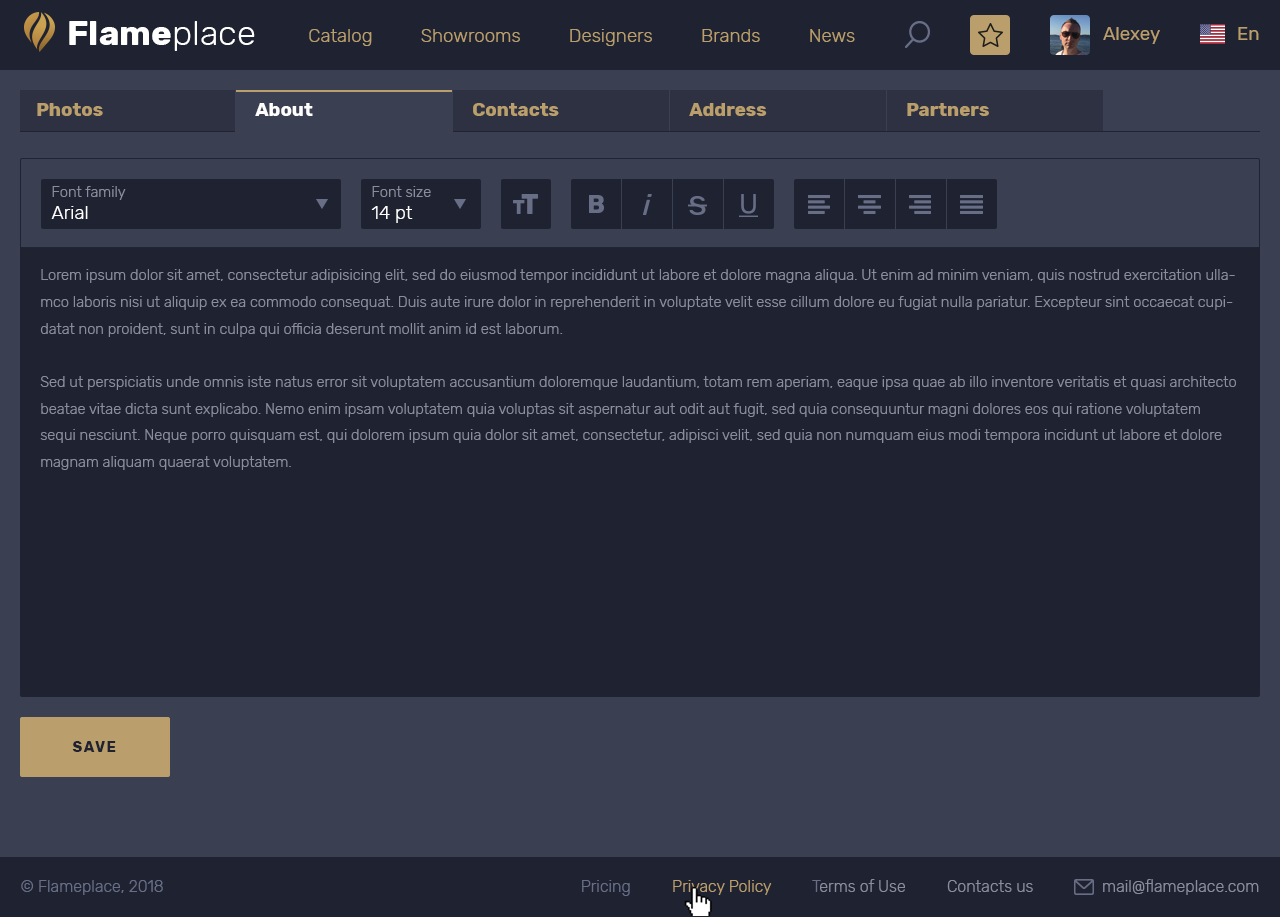 Flameplace Catalog Showrooms Designers Brands News Alexey En
Photos About Contacts Address Partners
Font family Font size
Arial 14 pt
TT B i S U
Lorem ipsum dolor sit amet, consectetur adipisicing elit, sed do eiusmod tempor incididunt ut labore et dolore magna aliqua. Ut enim ad minim veniam, quis nostrud exercitation ulla-
mco laboris nisi ut aliquip ex ea commodo consequat. Duis aute irure dolor in reprehenderit in voluptate velit esse cillum dolore eu fugiat nulla pariatur. Excepteur sint occaecat cupi-
datat non proident, sunt in culpa qui officia deserunt mollit anim id est laborum.
Sed ut perspiciatis unde omnis iste natus error sit voluptatem accusantium doloremque laudantium, totam rem aperiam, eaque ipsa quae ab illo inventore veritatis et quasi architecto
beatae vitae dicta sunt explicabo. Nemo enim ipsam voluptatem quia voluptas sit aspernatur aut odit aut fugit, sed quia consequuntur magni dolores eos qui ratione voluptatem
sequi nesciunt. Neque porro quisquam est, qui dolorem ipsum quia dolor sit amet, consectetur, adipisci velit, sed quia non numquam eius modi tempora incidunt ut labore et dolore
magnam aliquam quaerat voluptatem.
SAVE
© Flameplace, 2018 Pricing Privacy Policy Terms of Use Contacts us mail@flameplace.com